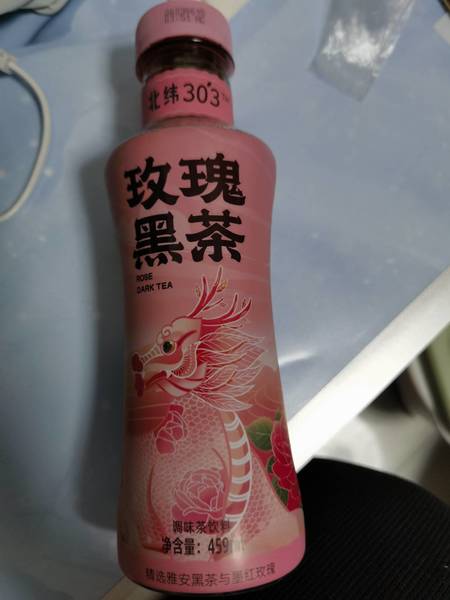 北纬30°3
玫瑰
黑茶
ROSE
DARK TEA
调味茶饮料
净含量: 459m
精选雅安黑茶与墨红玫瑰